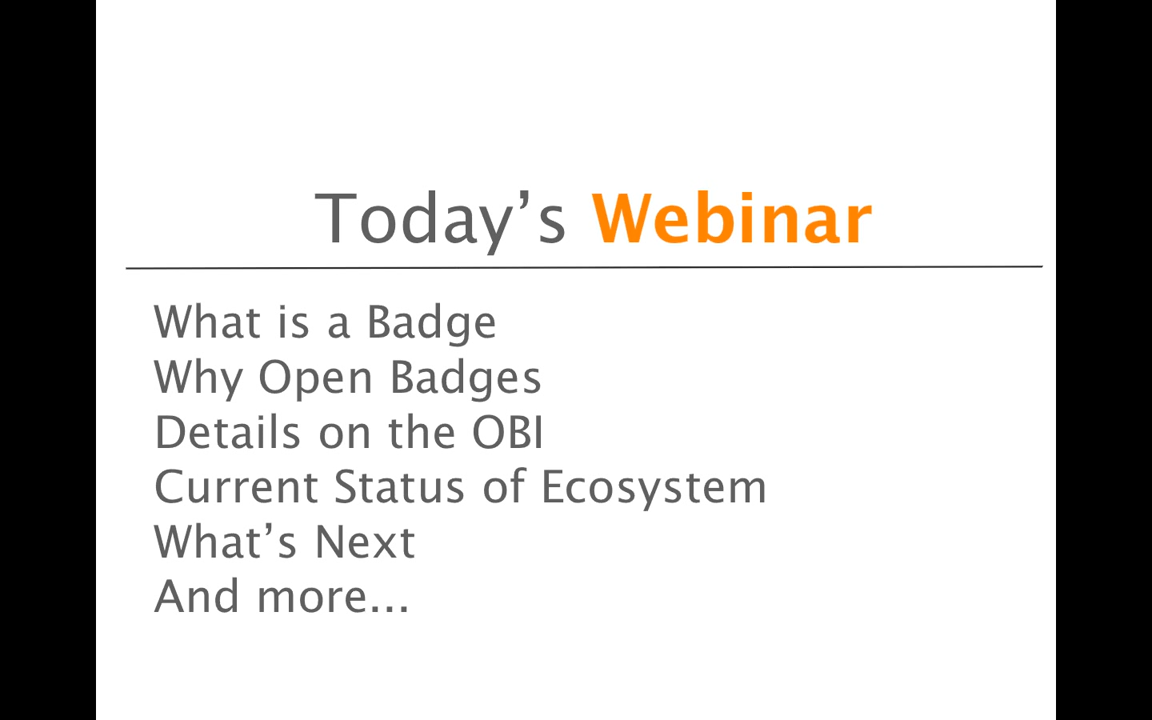 Today’s Webinar
What is a Badge
Why Open Badges
Details on the OBI
Current Status of Ecosystem
What’s Next
And more...